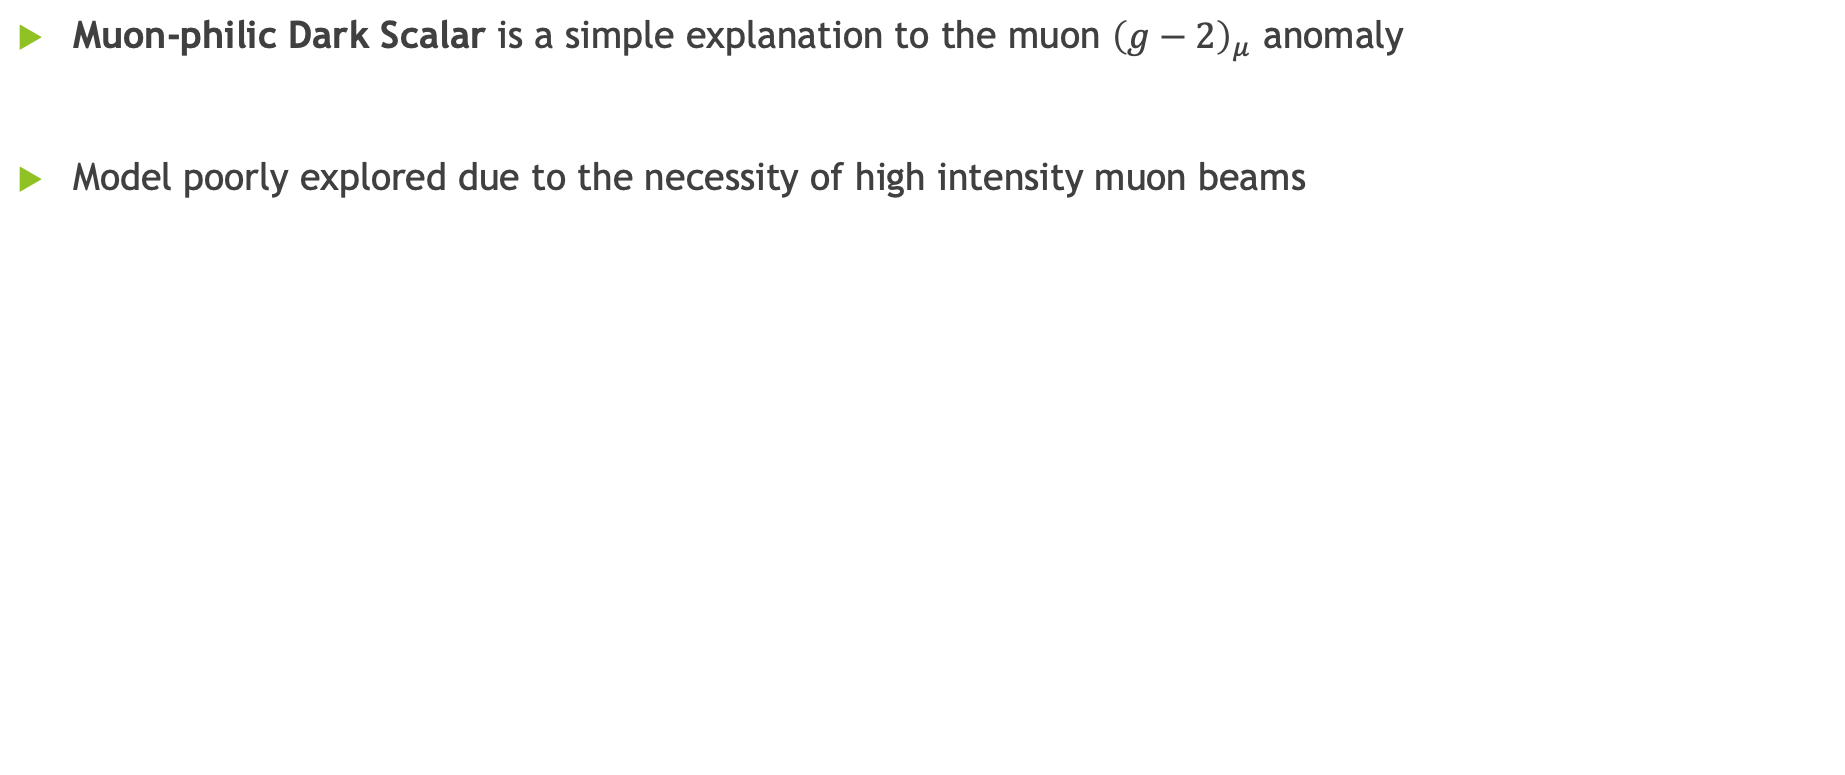 Muon-philic Dark Scalar is a simple explanation to the muon (g − 2)μ anomaly
Model poorly explored due to the necessity of high intensity muon beams